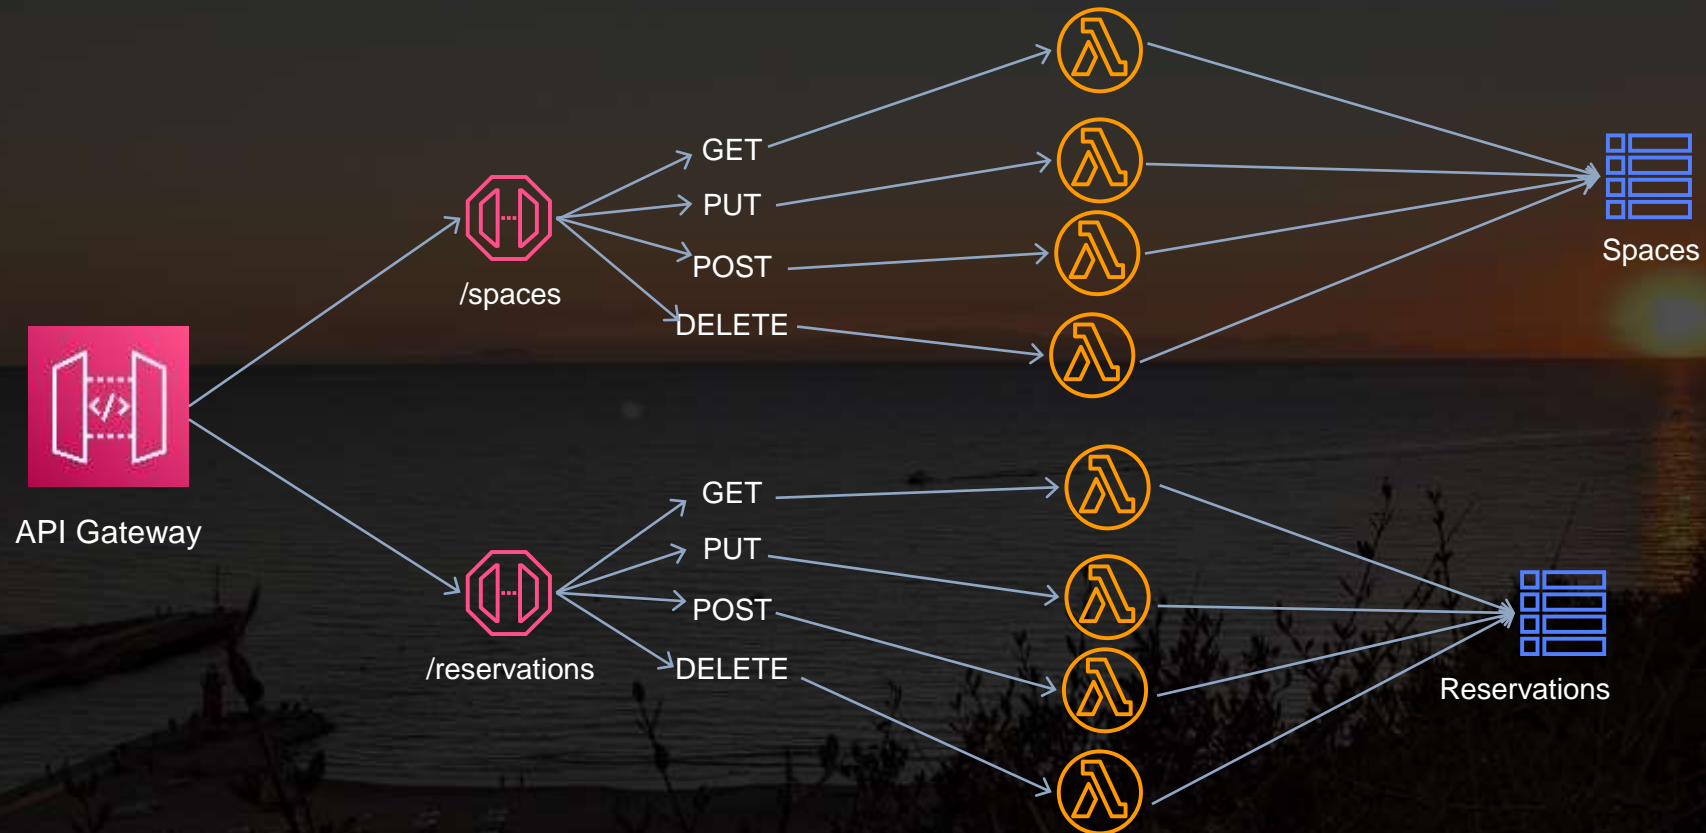 GET
PUT
POST
DELETE
/spaces
Spaces
API Gateway
GET
PUT
POST
DELETE
/reservations
Reservations